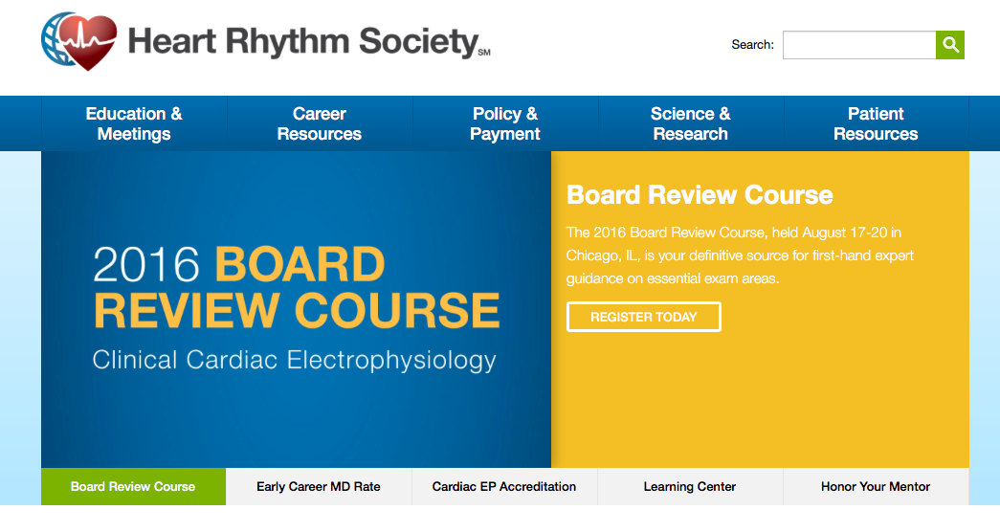 Heart Rhythm Society SM
Search:
Education &
Meetings
Career
Resources
Policy &
Payment
Science &
Research
Patient
Resources
2016 BOARD
REVIEW COURSE
Clinical Cardiac Electrophysiology
Board Review Course
The 2016 Board Review Course, held August 17-20 in
Chicago, IL, is your definitive source for first-hand expert
guidance on essential exam areas.
REGISTER TODAY
Board Review Course
Early Career MD Rate
Cardiac EP Accreditation
Learning Center
Honor Your Mentor